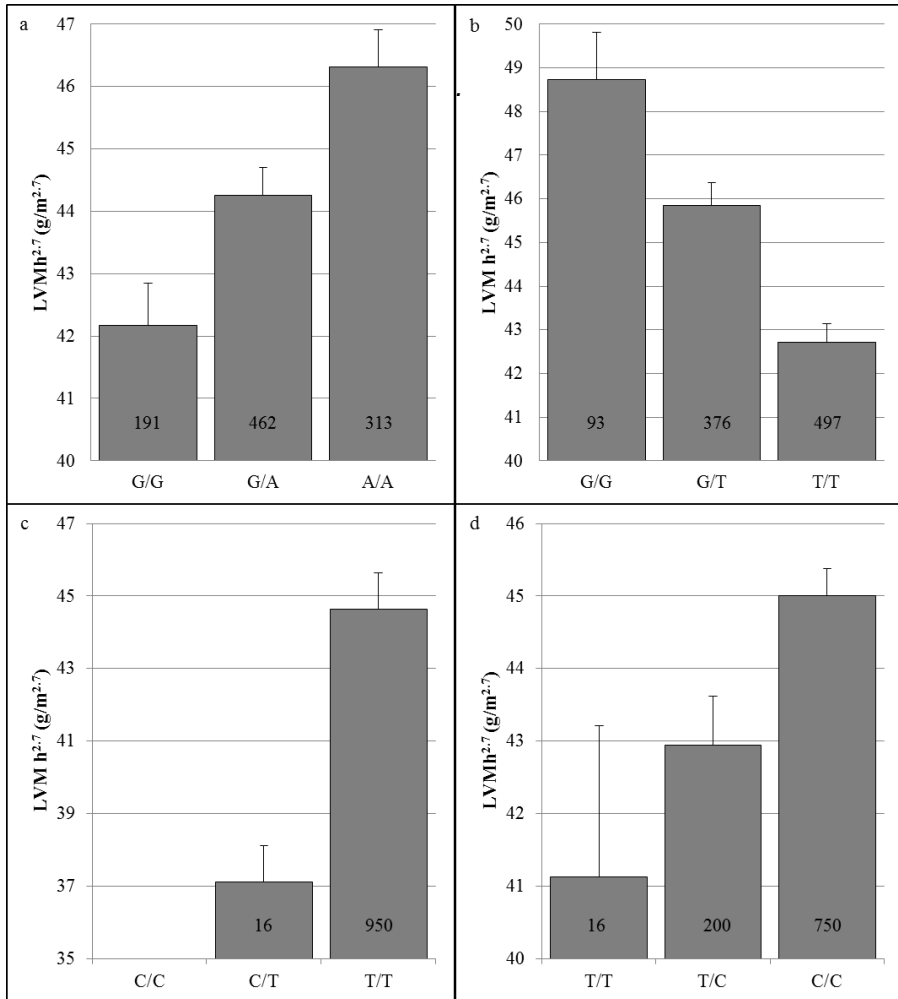 a
LVMh2.7 (g/m2.7)
47
46
45
44
43
42
41
40
191
462
313
G/G
G/A
A/A
b
LVM h2.7 (g/m2.7)
50
49
48
47
46
45
44
43
42
41
40
93
376
497
G/G
G/T
T/T
c
LVM h2.7 (g/m2.7)
47
45
43
41
39
37
35
16
950
C/C
C/T
T/T
d
LVMh2.7 (g/m2.7)
46
45
44
43
42
41
40
16
200
750
T/T
T/C
C/C